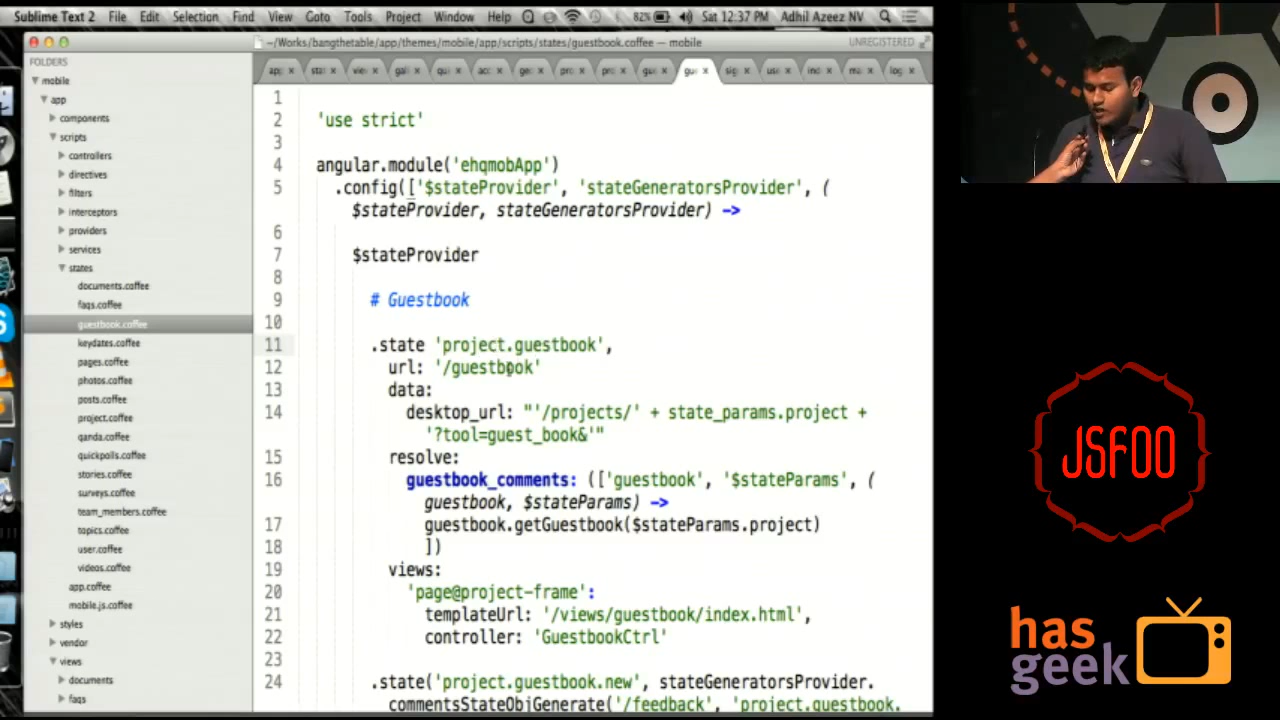 Sublime Text 2 File Edit Selection Find View Goto Tools Project Window Help 82% Sat 12:37 PM Adhil Azeez NV
~/Works/bangthetable/app/themes/mobile/app/scripts/states/guestbook.coffee — mobile
UNREGISTERED
FOLDERS
mobile
app
components
scripts
controllers
directives
filters
interceptors
providers
services
states
documents.coffee
faqs.coffee
guestbook.coffee
keydates.coffee
pages.coffee
photos.coffee
posts.coffee
project.coffee
qanda.coffee
quickpolls.coffee
stories.coffee
surveys.coffee
team_members.coffee
topics.coffee
user.coffee
videos.coffee
app.coffee
mobile.js.coffee
styles
vendor
views
documents
faqs
1
2 'use strict'
3
4 angular.module('ehqmobApp')
5 .config(['$stateProvider', 'stateGeneratorsProvider', (
$stateProvider, stateGeneratorsProvider) ->
6
7 $stateProvider
8
9 # Guestbook
10
11 .state 'project.guestbook',
12 url: '/guestbook'
13 data:
14 desktop_url: "'/projects/' + state_params.project +
'?tool=guest_book&'"
15 resolve:
16 guestbook_comments: (['guestbook', '$stateParams', (
guestbook, $stateParams) ->
17 guestbook.getGuestbook($stateParams.project)
18 ])
19 views:
20 'page@project-frame':
21 templateUrl: '/views/guestbook/index.html',
22 controller: 'GuestbookCtrl'
23
24 .state('project.guestbook.new', stateGeneratorsProvider.
commentsStateObjGenerate('/feedback', 'project.guestbook.
JSFOO
has
geek